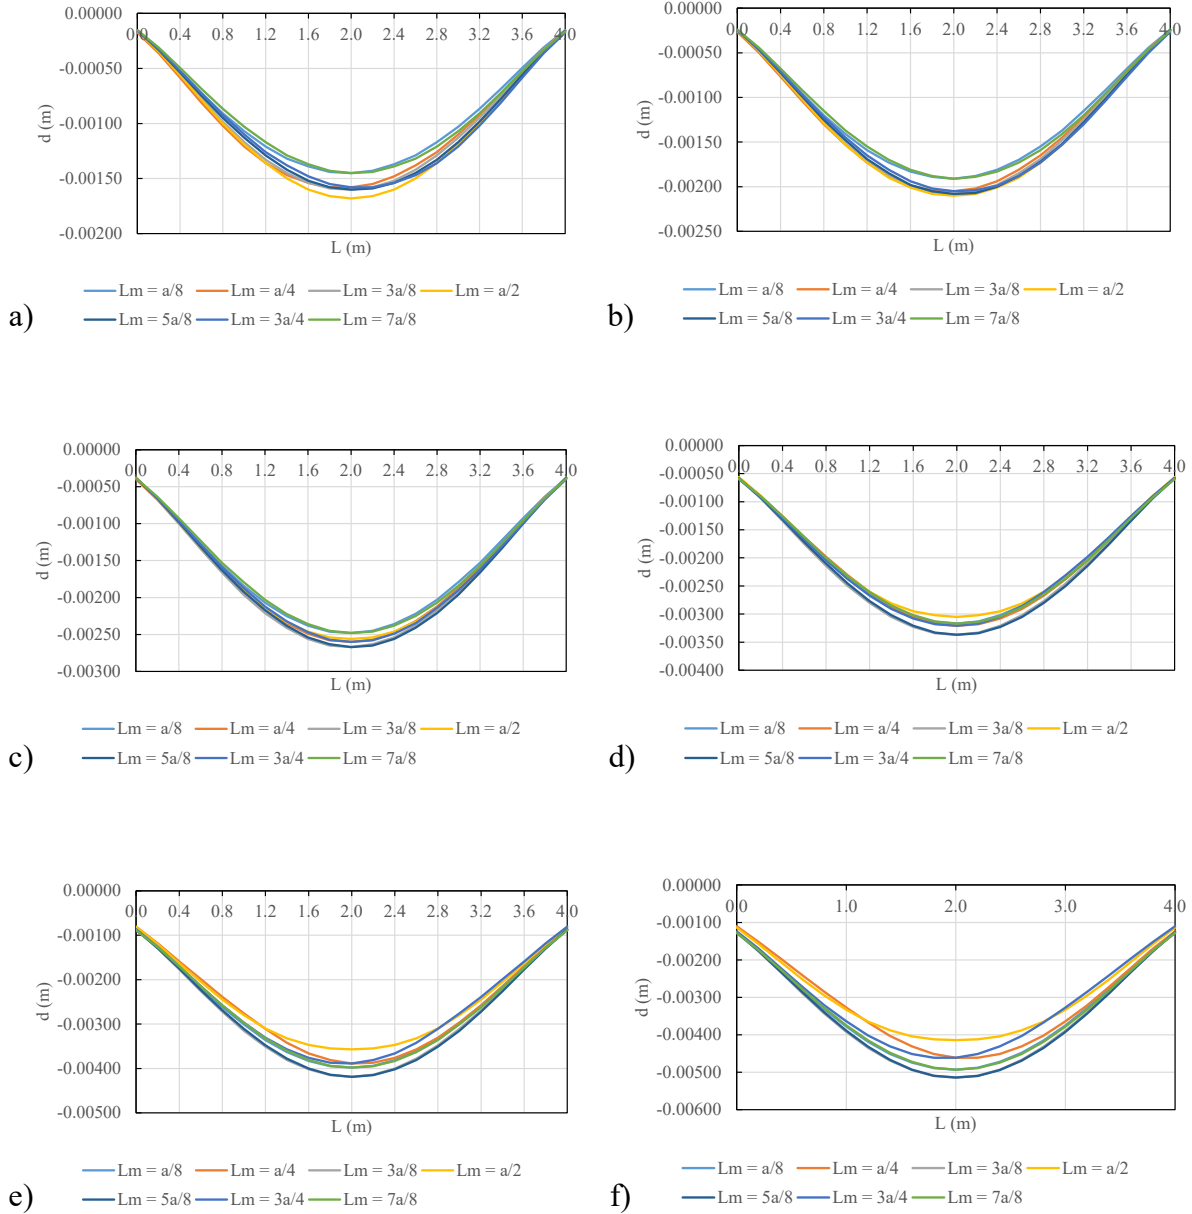 0.00000
0.0 0.4 0.8 1.2 1.6 2.0 2.4 2.8 3.2 3.6 4.0
-0.00050
-0.00100
-0.00150
-0.00200
d (m)
L (m)
Lm = a/8 Lm = a/4 Lm = 3a/8 Lm = a/2
Lm = 5a/8 Lm = 3a/4 Lm = 7a/8
a)
0.00000
0.0 0.4 0.8 1.2 1.6 2.0 2.4 2.8 3.2 3.6 4.0
-0.00050
-0.00100
-0.00150
-0.00200
-0.00250
d (m)
L (m)
Lm = a/8 Lm = a/4 Lm = 3a/8 Lm = a/2
Lm = 5a/8 Lm = 3a/4 Lm = 7a/8
b)
0.00000
0.0 0.4 0.8 1.2 1.6 2.0 2.4 2.8 3.2 3.6 4.0
-0.00050
-0.00100
-0.00150
-0.00200
-0.00250
-0.00300
d (m)
L (m)
Lm = a/8 Lm = a/4 Lm = 3a/8 Lm = a/2
Lm = 5a/8 Lm = 3a/4 Lm = 7a/8
c)
0.00000
0.0 0.4 0.8 1.2 1.6 2.0 2.4 2.8 3.2 3.6 4.0
-0.00050
-0.00100
-0.00150
-0.00200
-0.00250
-0.00300
-0.00350
-0.00400
d (m)
L (m)
Lm = a/8 Lm = a/4 Lm = 3a/8 Lm = a/2
Lm = 5a/8 Lm = 3a/4 Lm = 7a/8
d)
0.00000
0.0 0.4 0.8 1.2 1.6 2.0 2.4 2.8 3.2 3.6 4.0
-0.00100
-0.00200
-0.00300
-0.00400
-0.00500
d (m)
L (m)
Lm = a/8 Lm = a/4 Lm = 3a/8 Lm = a/2
Lm = 5a/8 Lm = 3a/4 Lm = 7a/8
e)
0.00000
0.0 1.0 2.0 3.0 4.0
-0.00100
-0.00200
-0.00300
-0.00400
-0.00500
-0.00600
d (m)
L (m)
Lm = a/8 Lm = a/4 Lm = 3a/8 Lm = a/2
Lm = 5a/8 Lm = 3a/4 Lm = 7a/8
f)